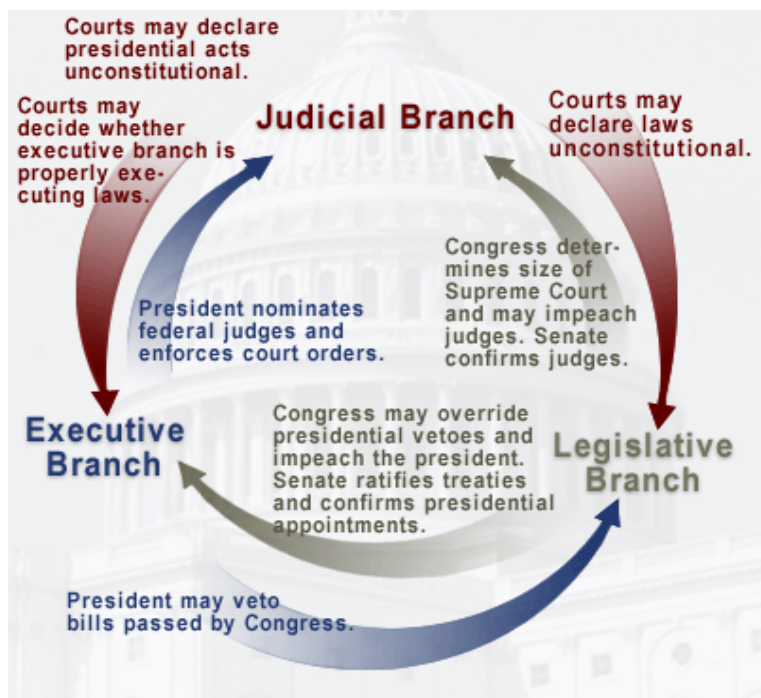 Courts may declare
presidential acts
unconstitutional.
Courts may
decide whether
executive branch is
properly exe-
cuting laws.
Judicial Branch
Courts may
declare laws
unconstitutional.
President nominates
federal judges and
enforces court orders.
Congress deter-
mines size of
Supreme Court
and may impeach
judges. Senate
confirms judges.
Executive
Branch
Congress may override
presidential vetoes and
impeach the president.
Senate ratifies treaties
and confirms presidential
appointments.
Legislative
Branch
President may veto
bills passed by Congress.